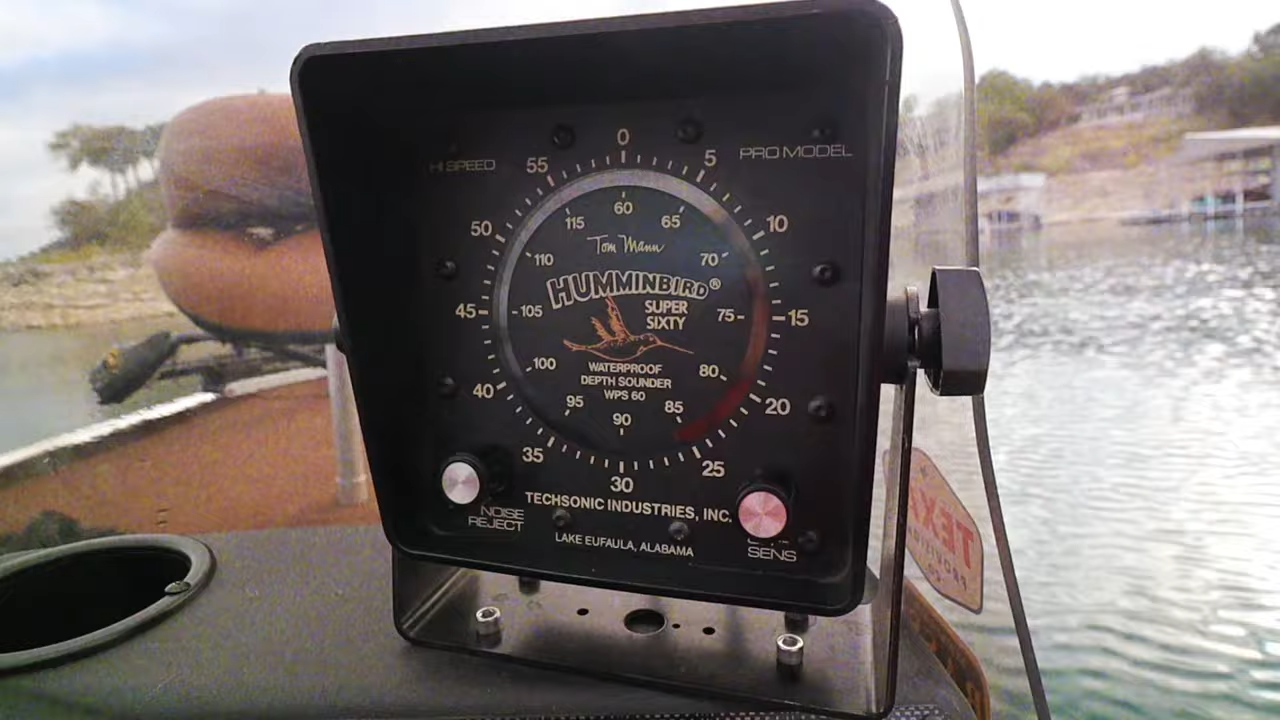 HI SPEED
PRO MODEL
0
5
10
15
20
25
30
35
40
45
50
55
60
65
70
75
80
85
90
95
100
105
110
115
Tom Mann
HUMMINBIRD®
SUPER
SIXTY
WATERPROOF
DEPTH SOUNDER
WPS 60
TECHSONIC INDUSTRIES, INC.
LAKE EUFAULA, ALABAMA
NOISE
REJECT
SENS